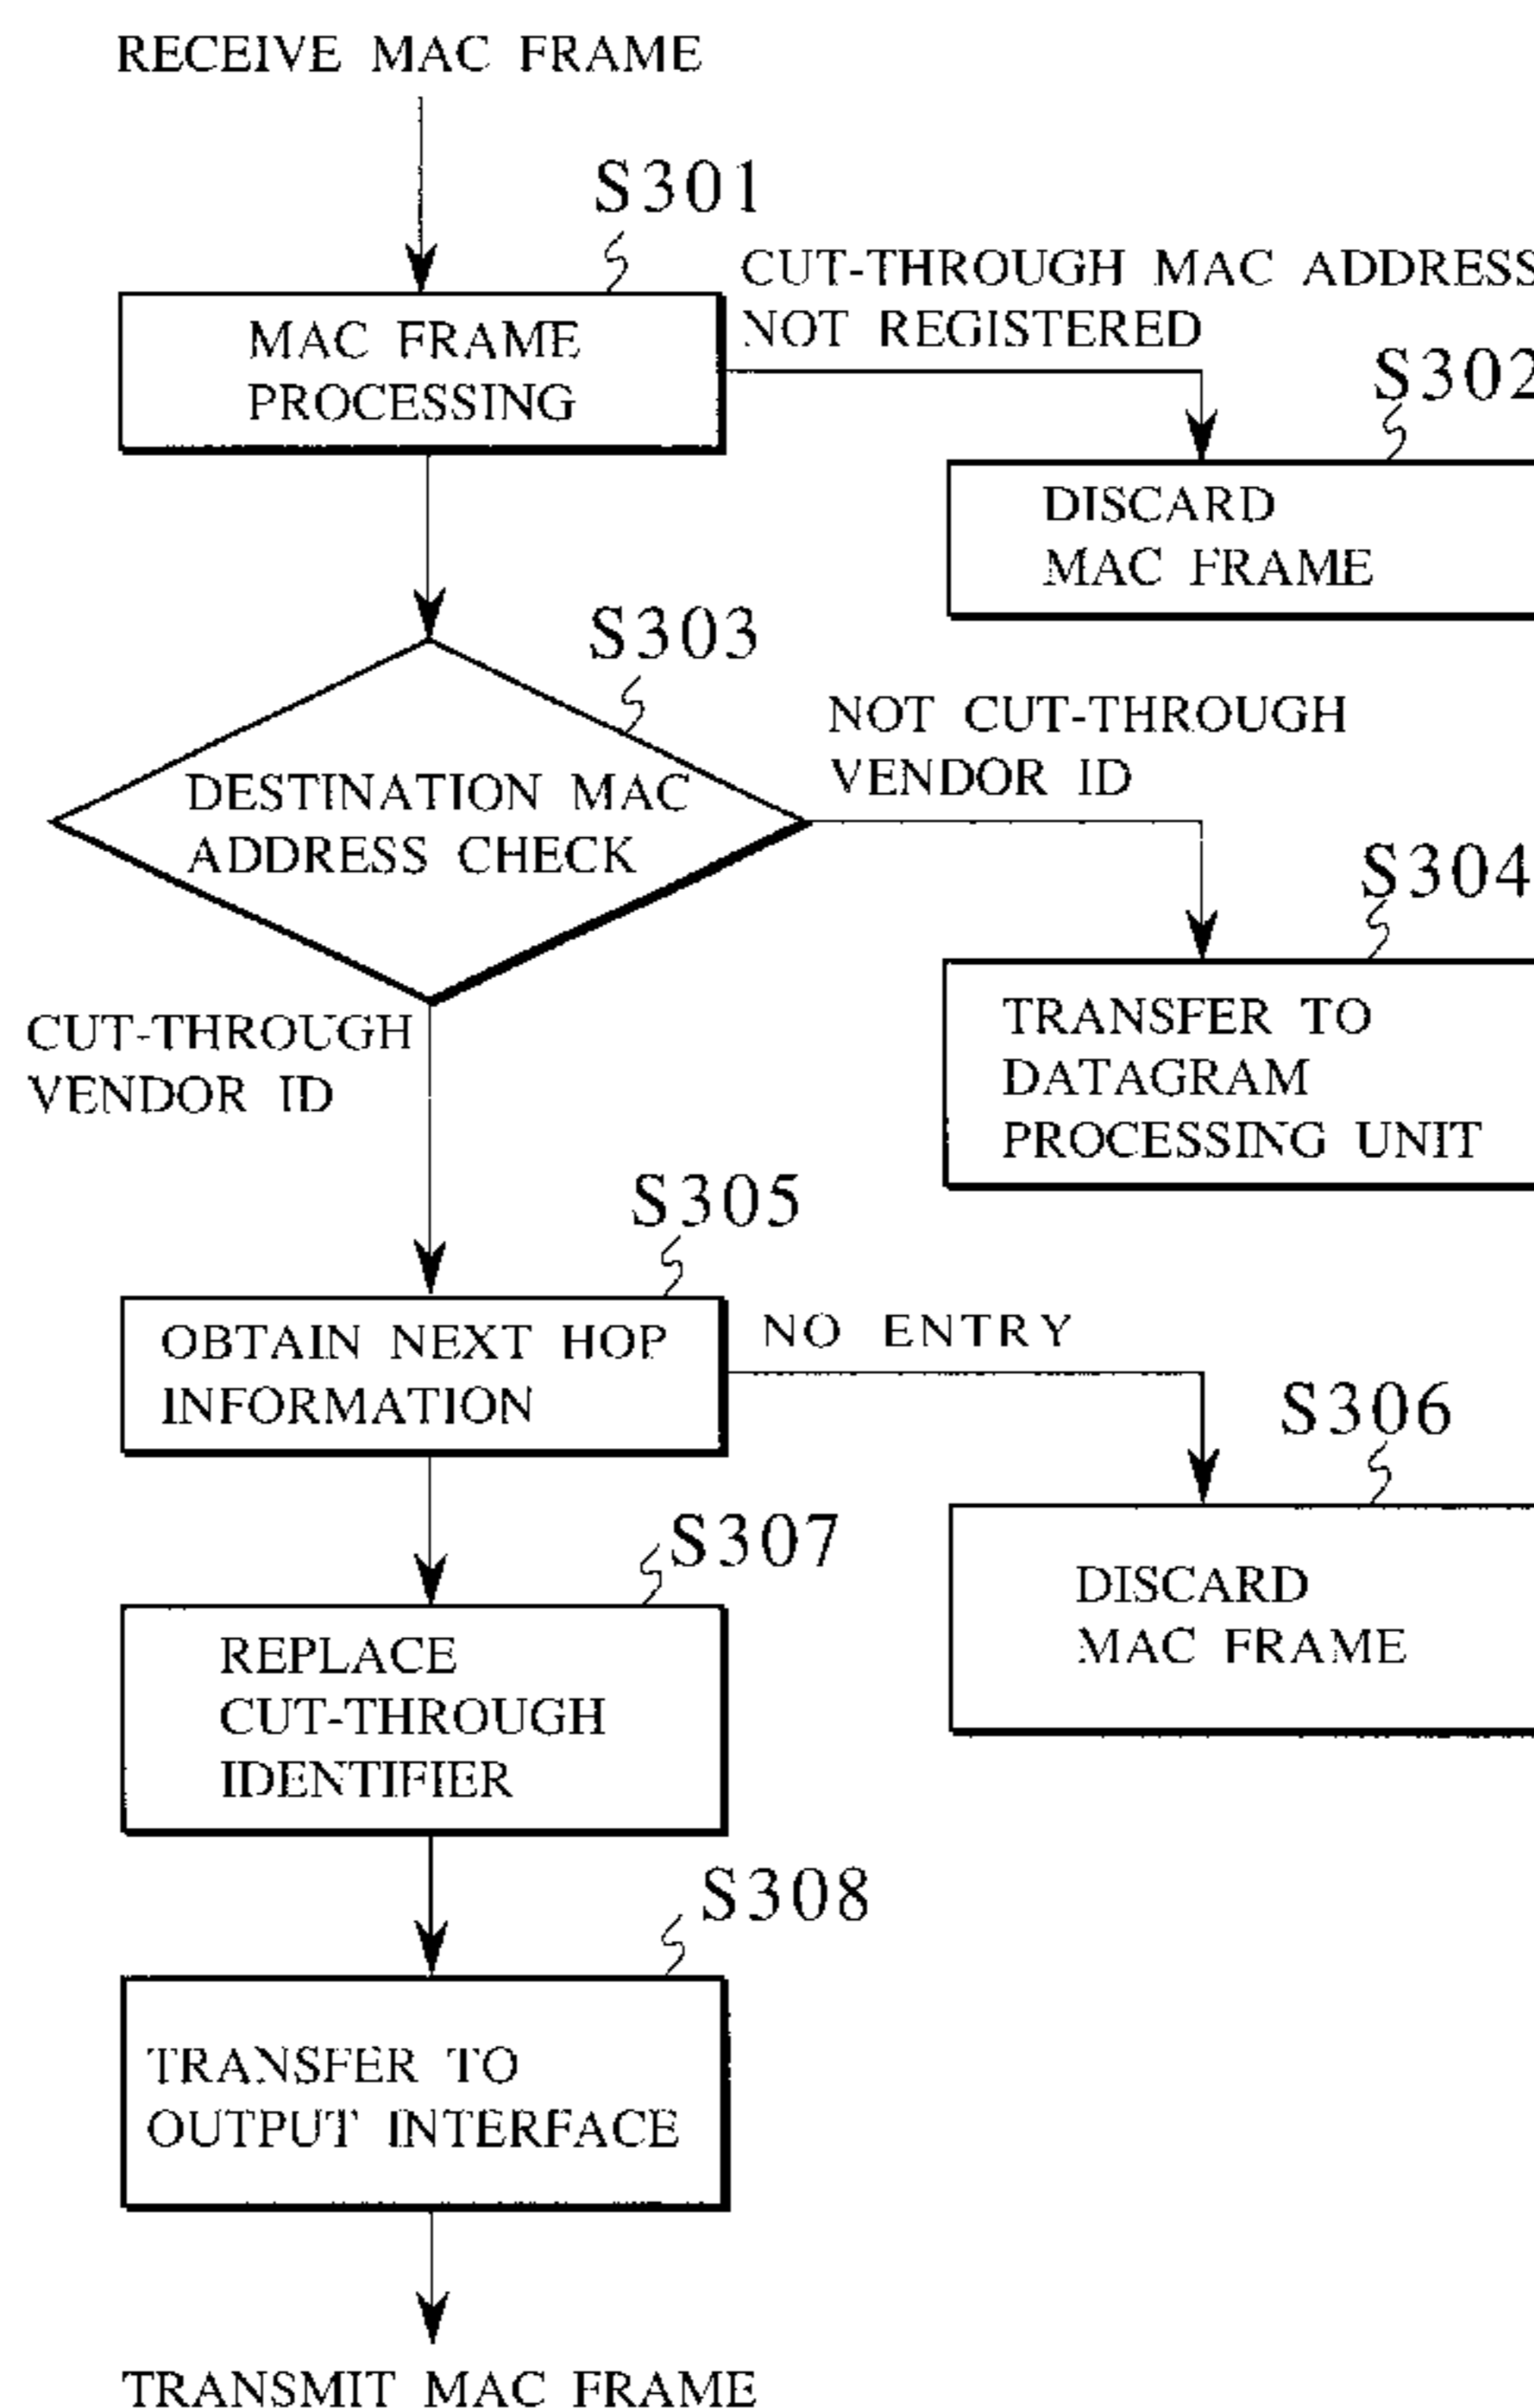 RECEIVE MAC FRAME
S301
CUT-THROUGH MAC ADDRESS
NOT REGISTERED
MAC FRAME
PROCESSING
S302
DISCARD
MAC FRAME
S303
NOT CUT-THROUGH
VENDOR ID
DESTINATION MAC
ADDRESS CHECK
S304
TRANSFER TO
DATAGRAM
PROCESSING UNIT
CUT-THROUGH
VENDOR ID
S305
OBTAIN NEXT HOP
INFORMATION
NO ENTRY
S306
DISCARD
MAC FRAME
S307
REPLACE
CUT-THROUGH
IDENTIFIER
S308
TRANSFER TO
OUTPUT INTERFACE
TRANSMIT MAC FRAME